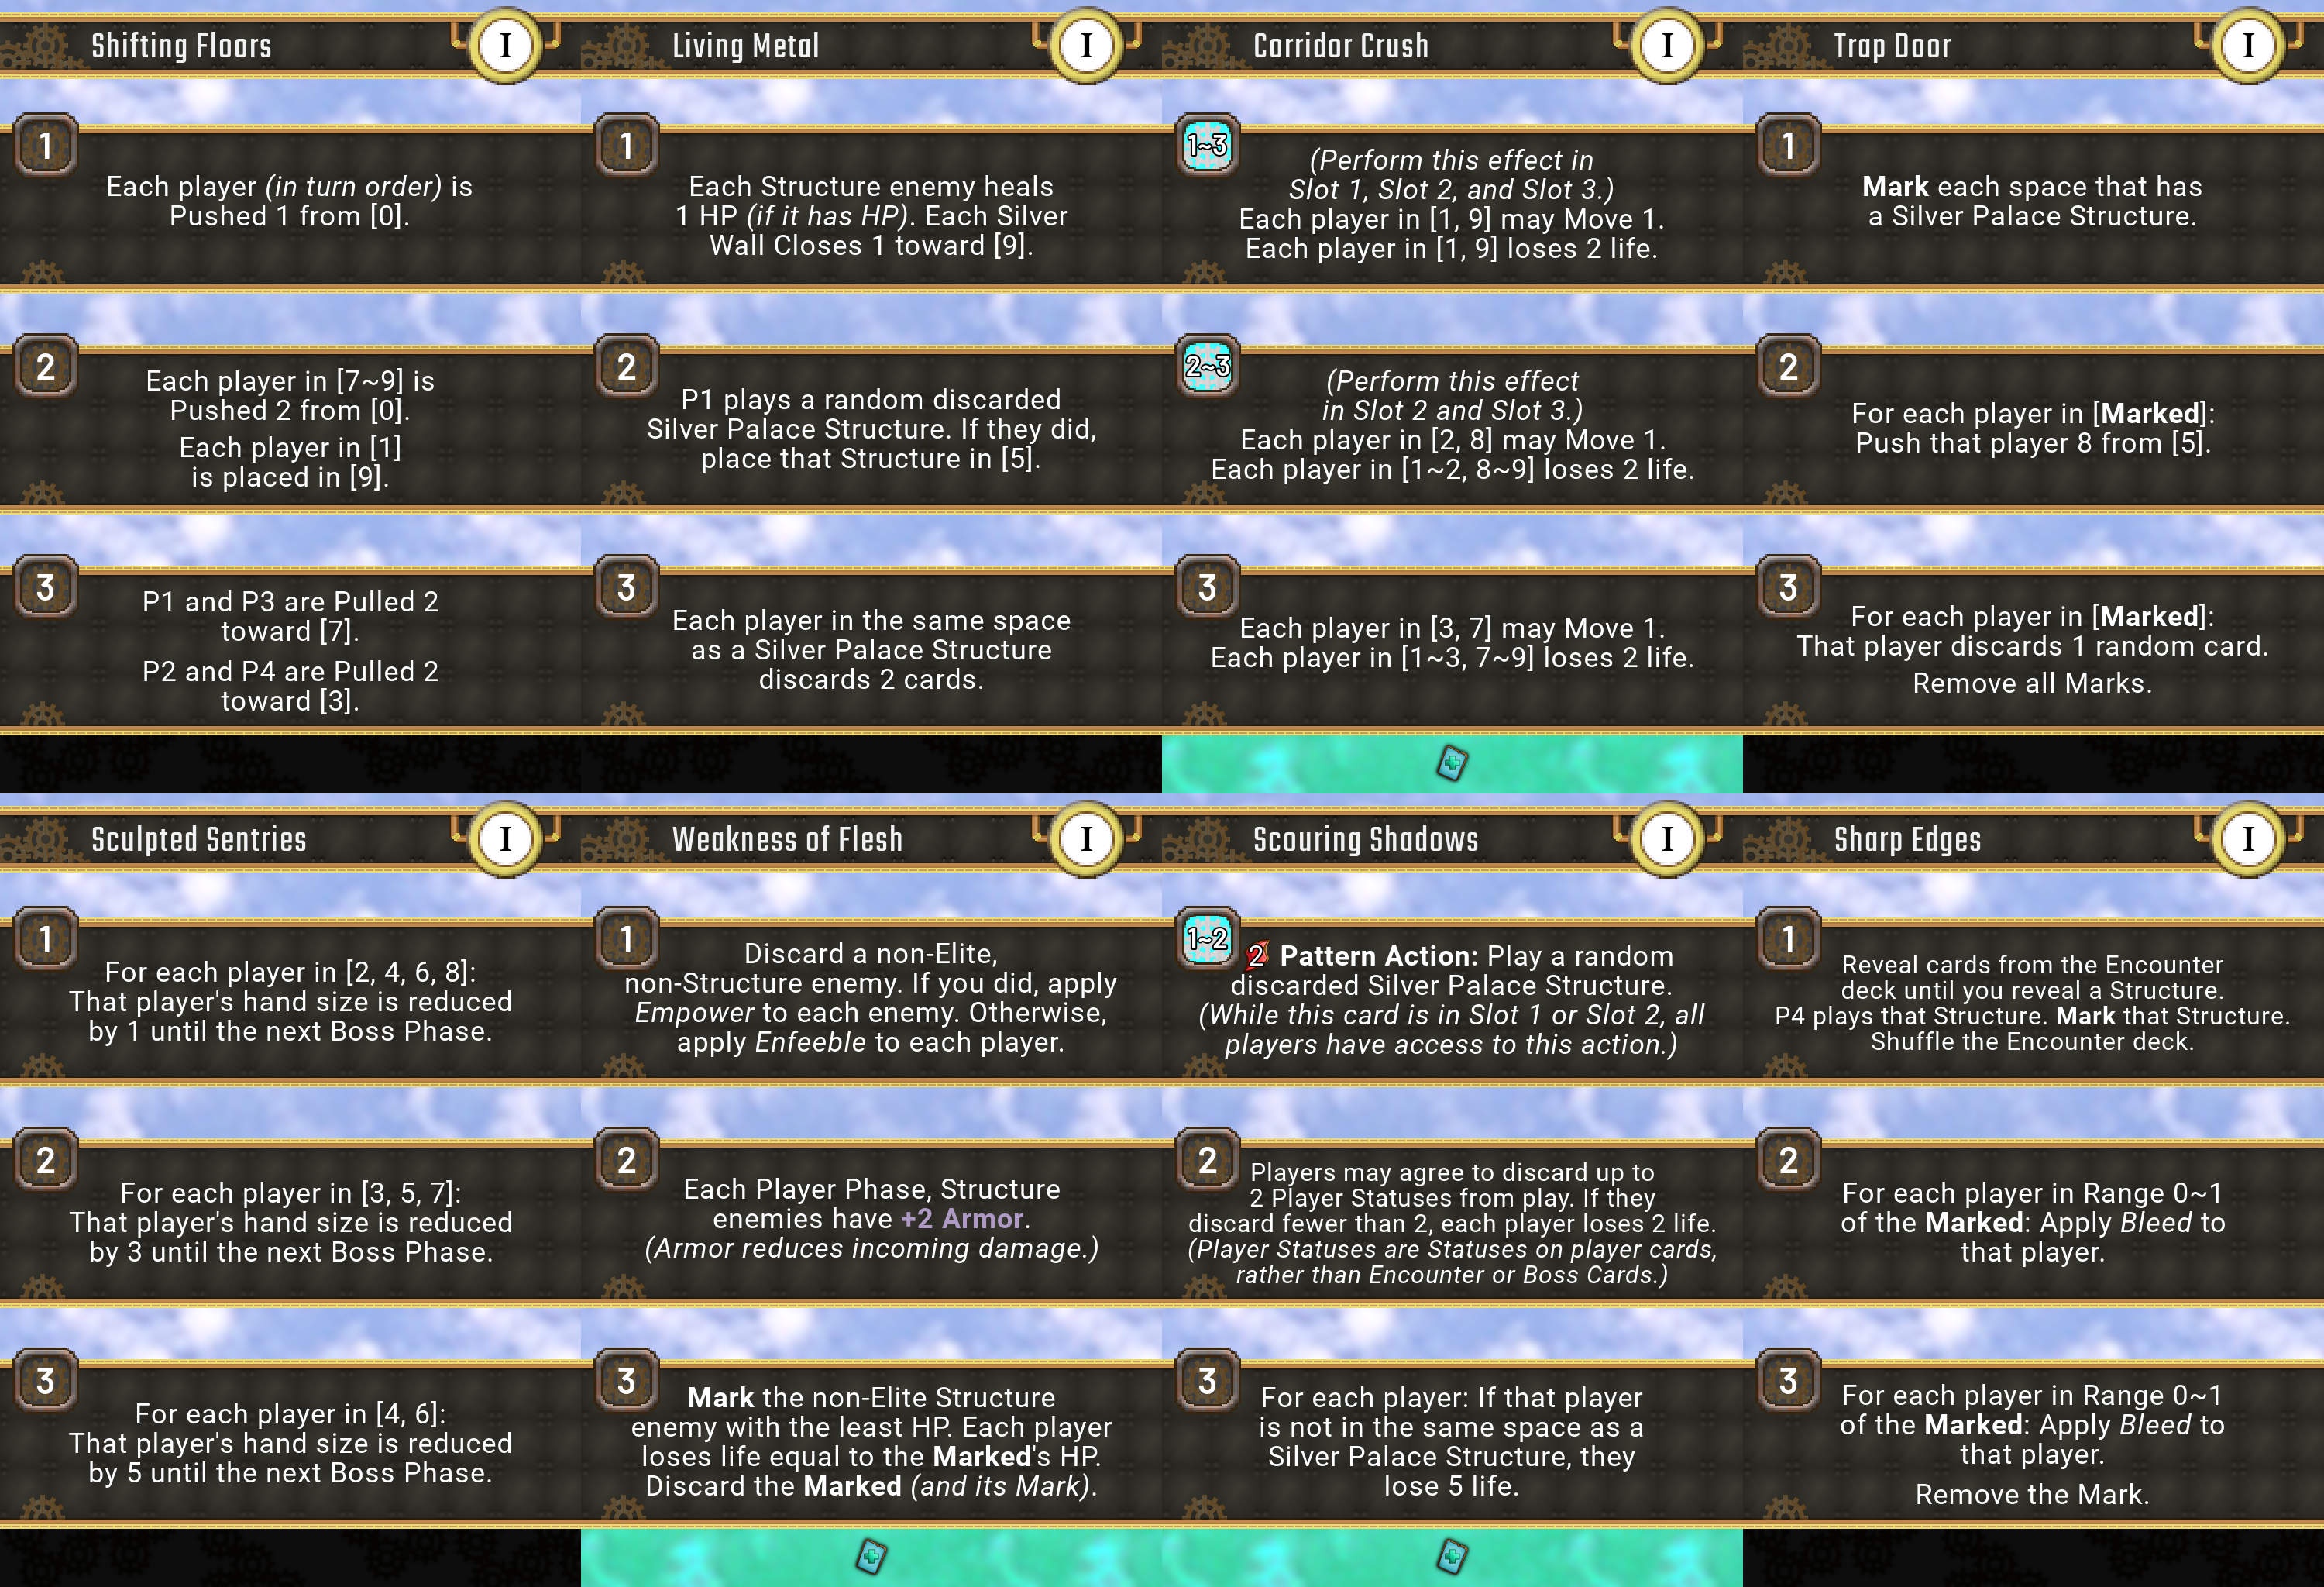 Shifting Floors
I
1
Each player (in turn order) is
Pushed 1 from [0].
2
Each player in [7~9] is
Pushed 2 from [0].
Each player in [1]
is placed in [9].
3
P1 and P3 are Pulled 2
toward [7].
P2 and P4 are Pulled 2
toward [3].
Living Metal
I
1
Each Structure enemy heals
1 HP (if it has HP). Each Silver
Wall Closes 1 toward [9].
2
P1 plays a random discarded
Silver Palace Structure. If they did,
place that Structure in [5].
3
Each player in the same space
as a Silver Palace Structure
discards 2 cards.
Corridor Crush
I
1~3
(Perform this effect in
Slot 1, Slot 2, and Slot 3.)
Each player in [1, 9] may Move 1.
Each player in [1, 9] loses 2 life.
2~3
(Perform this effect
in Slot 2 and Slot 3.)
Each player in [2, 8] may Move 1.
Each player in [1~2, 8~9] loses 2 life.
3
Each player in [3, 7] may Move 1.
Each player in [1~3, 7~9] loses 2 life.
Trap Door
I
1
Mark each space that has
a Silver Palace Structure.
2
For each player in [Marked]:
Push that player 8 from [5].
3
For each player in [Marked]:
That player discards 1 random card.
Remove all Marks.
Sculpted Sentries
I
1
For each player in [2, 4, 6, 8]:
That player's hand size is reduced
by 1 until the next Boss Phase.
2
For each player in [3, 5, 7]:
That player's hand size is reduced
by 3 until the next Boss Phase.
3
For each player in [4, 6]:
That player's hand size is reduced
by 5 until the next Boss Phase.
Weakness of Flesh
I
1
Discard a non-Elite,
non-Structure enemy. If you did, apply
Empower to each enemy. Otherwise,
apply Enfeeble to each player.
2
Each Player Phase, Structure
enemies have +2 Armor.
(Armor reduces incoming damage.)
3
Mark the non-Elite Structure
enemy with the least HP. Each player
loses life equal to the Marked's HP.
Discard the Marked (and its Mark).
Scouring Shadows
I
1~2
2 Pattern Action: Play a random
discarded Silver Palace Structure.
(While this card is in Slot 1 or Slot 2, all
players have access to this action.)
2
Players may agree to discard up to
2 Player Statuses from play. If they
discard fewer than 2, each player loses 2 life.
(Player Statuses are Statuses on player cards,
rather than Encounter or Boss Cards.)
3
For each player: If that player
is not in the same space as a
Silver Palace Structure, they
lose 5 life.
Sharp Edges
I
1
Reveal cards from the Encounter
deck until you reveal a Structure.
P4 plays that Structure. Mark that Structure.
Shuffle the Encounter deck.
2
For each player in Range 0~1
of the Marked: Apply Bleed to
that player.
3
For each player in Range 0~1
of the Marked: Apply Bleed to
that player.
Remove the Mark.